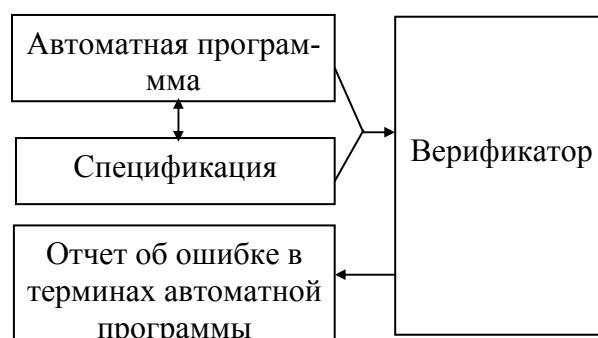 Автоматная програм-
мма
Спецификация
Верификатор
Отчет об ошибке в
терминах автоматной
программы